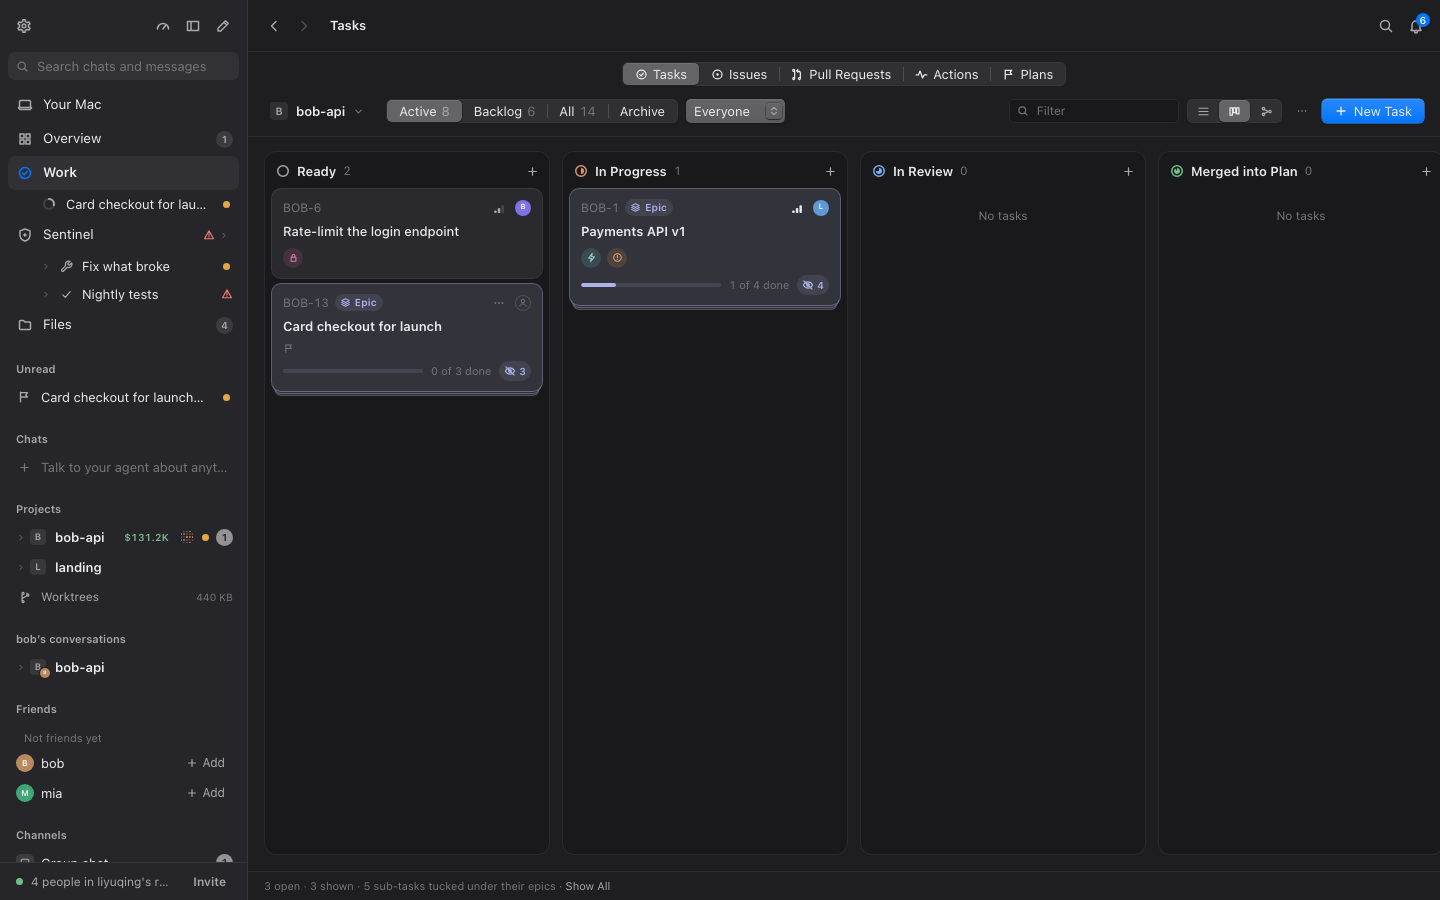 Tasks
6
Search chats and messages
Your Mac
Overview 1
Work
Card checkout for lau...
Sentinel
Fix what broke
Nightly tests
Files 4
Unread
Card checkout for launch...
Chats
Talk to your agent about anyt...
Projects
B bob-api $131.2K 1
L landing
Worktrees 440 KB
bob's conversations
B bob-api
Friends
Not friends yet
B bob + Add
M mia + Add
Channels
4 people in liyuqing's r... Invite
Tasks Issues Pull Requests Actions Plans
B bob-api Active 8 Backlog 6 All 14 Archive Everyone Filter ... + New Task
Ready 2 +
BOB-6 B
Rate-limit the login endpoint
BOB-13 Epic ...
Card checkout for launch
0 of 3 done 3
In Progress 1 +
BOB-1 Epic L
Payments API v1
1 of 4 done 4
In Review 0 +
No tasks
Merged into Plan 0 +
No tasks
3 open · 3 shown · 5 sub-tasks tucked under their epics · Show All